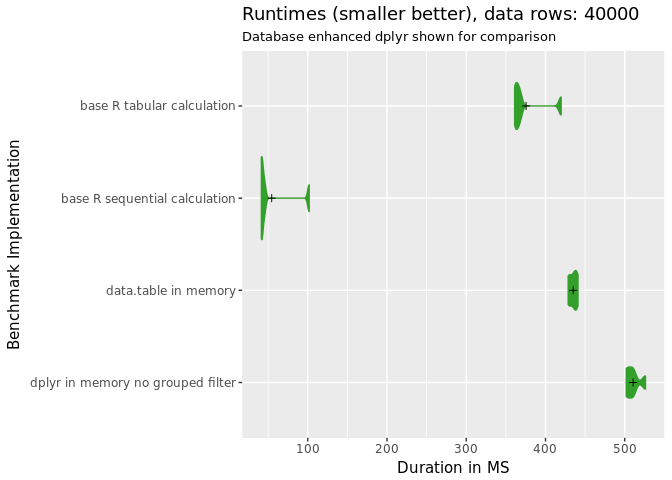 Runtimes (smaller better), data rows: 40000
Database enhanced dplyr shown for comparison
Benchmark Implementation
base R tabular calculation
base R sequential calculation
data.table in memory
dplyr in memory no grouped filter
100 200 300 400 500
Duration in MS